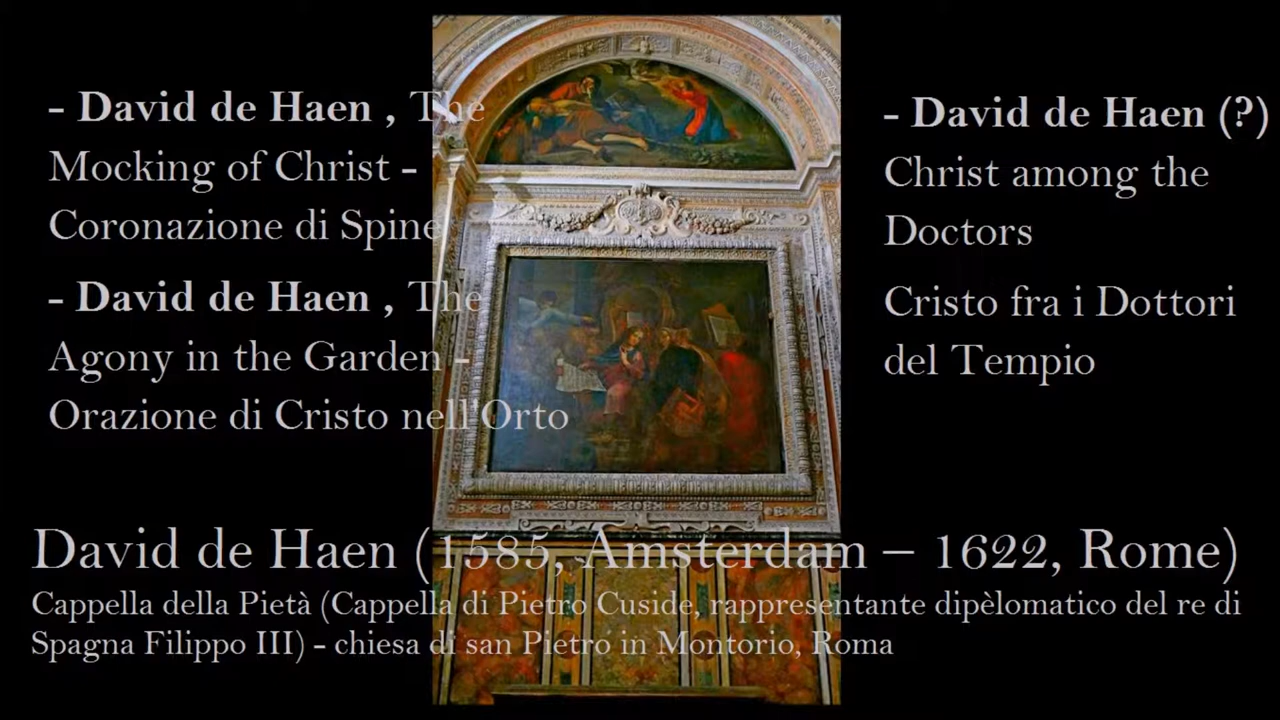 - David de Haen , The
Mocking of Christ -
Coronazione di Spine
- David de Haen , The
Agony in the Garden -
Orazione di Cristo nell'Orto
- David de Haen (?)
Christ among the
Doctors
Cristo fra i Dottori
del Tempio
David de Haen (1585, Amsterdam – 1622, Rome)
Cappella della Pietà (Cappella di Pietro Cuside, rappresentante dipèlomatico del re di
Spagna Filippo III) - chiesa di san Pietro in Montorio, Roma